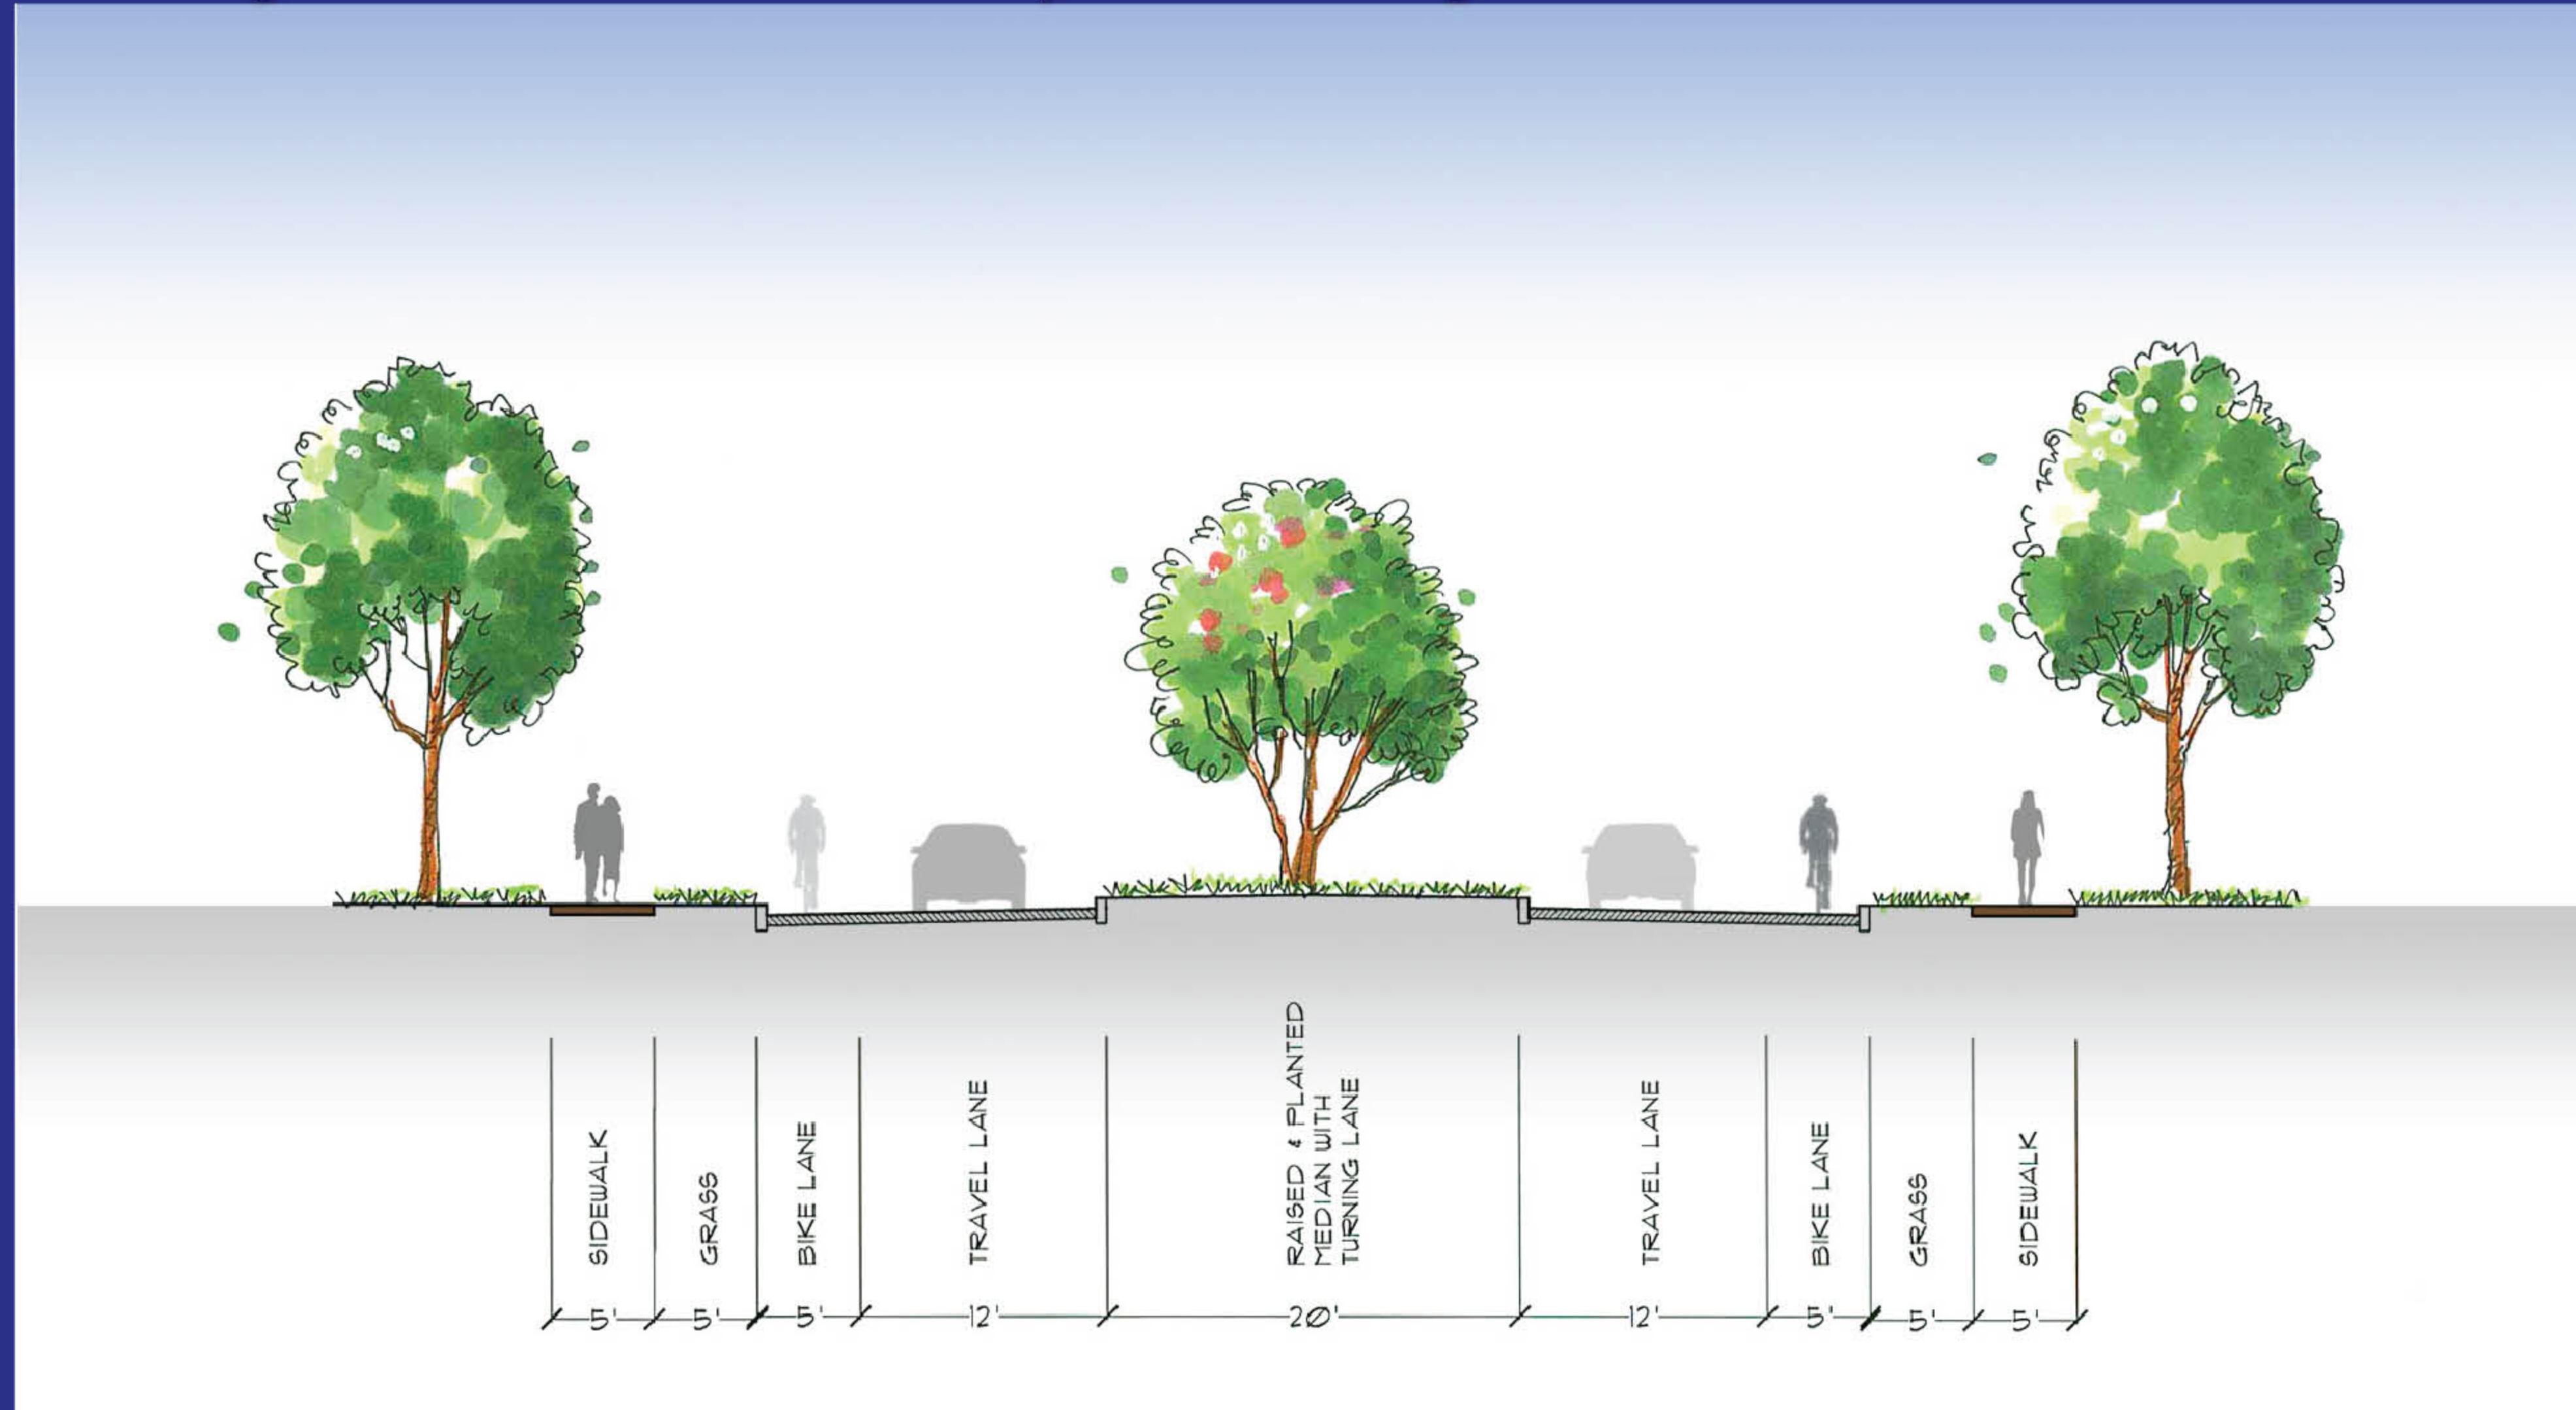 SIDEWALK
GRASS
BIKE LANE
TRAVEL LANE
RAISED & PLANTED
MEDIAN WITH
TURNING LANE
TRAVEL LANE
BIKE LANE
GRASS
SIDEWALK
5' 5' 5' 12' 20' 12' 5' 5' 5'